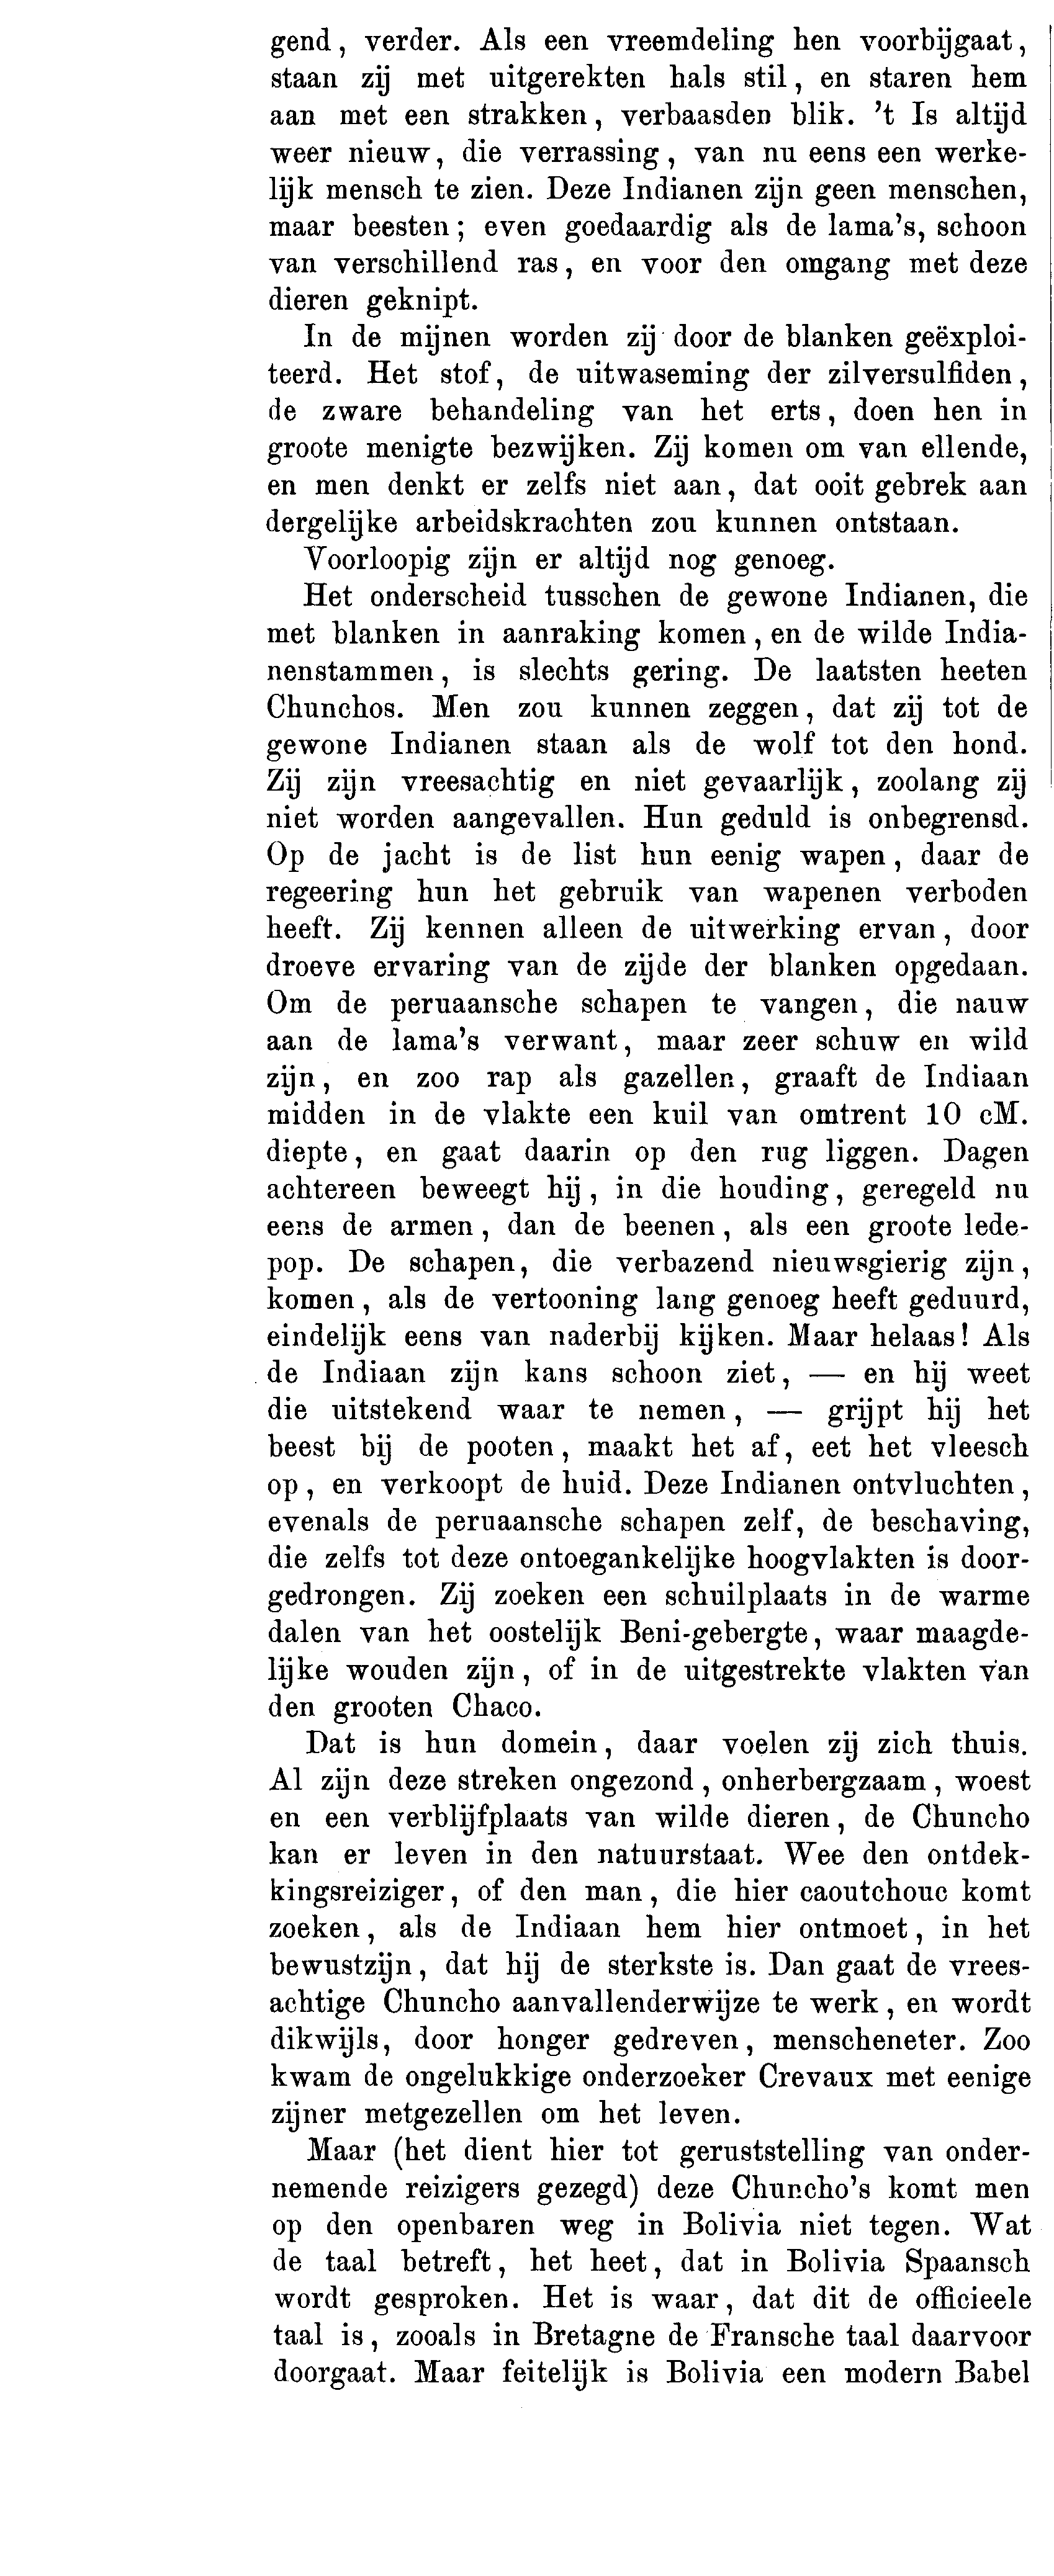 gend, verder. Als een vreemdeling hen voorbijgaat,
staan zij met uitgerekten hals stil, en staren hem
aan met een strakken, verbaasden blik. 't Is altijd
weer nieuw, die verrassing, van nu eens een werke-
lijk mensch te zien. Deze Indianen zijn geen menschen,
maar beesten; even goedaardig als de lama's, schoon
van verschillend ras, en voor den omgang met deze
dieren geknipt.
In de mijnen worden zij door de blanken geëxploi-
teerd. Het stof, de uitwaseming der zilversulfiden,
de zware behandeling van het erts, doen hen in
groote menigte bezwijken. Zij komen om van ellende,
en men denkt er zelfs niet aan, dat ooit gebrek aan
dergelijke arbeidskrachten zou kunnen ontstaan.
Voorloopig zijn er altijd nog genoeg.
Het onderscheid tusschen de gewone Indianen, die
met blanken in aanraking komen, en de wilde India-
nenstammen, is slechts gering. De laatsten heeten
Chunchos. Men zou kunnen zeggen, dat zij tot de
gewone Indianen staan als de wolf tot den hond.
Zij zijn vreesachtig en niet gevaarlijk, zoolang zij
niet worden aangevallen. Hun geduld is onbegrensd.
Op de jacht is de list hun eenig wapen, daar de
regeering hun het gebruik van wapenen verboden
heeft. Zij kennen alleen de uitwerking ervan, door
droeve ervaring van de zijde der blanken opgedaan.
Om de peruaansche schapen te vangen, die nauw
aan de lama's verwant, maar zeer schuw en wild
zijn, en zoo rap als gazellen, graaft de Indiaan
midden in de vlakte een kuil van omtrent 10 cM.
diepte, en gaat daarin op den rug liggen. Dagen
achtereen beweegt hij, in die houding, geregeld nu
eens de armen, dan de beenen, als een groote lede-
pop. De schapen, die verbazend nieuwsgierig zijn,
komen, als de vertooning lang genoeg heeft geduurd,
eindelijk eens van naderbij kijken. Maar helaas! Als
de Indiaan zijn kans schoon ziet, — en hij weet
die uitstekend waar te nemen, — grijpt hij het
beest bij de pooten, maakt het af, eet het vleesch
op, en verkoopt de huid. Deze Indianen ontvluchten,
evenals de peruaansche schapen zelf, de beschaving,
die zelfs tot deze ontoegankelijke hoogvlakten is door-
gedrongen. Zij zoeken een schuilplaats in de warme
dalen van het oostelijk Beni-gebergte, waar maagde-
lijke wouden zijn, of in de uitgestrekte vlakten van
den grooten Chaco.
Dat is hun domein, daar voelen zij zich thuis.
Al zijn deze streken ongezond, onherbergzaam, woest
en een verblijfplaats van wilde dieren, de Chuncho
kan er leven in den natuurstaat. Wee den ontdek-
kingsreiziger, of den man, die hier caoutchouc komt
zoeken, als de Indiaan hem hier ontmoet, in het
bewustzijn, dat hij de sterkste is. Dan gaat de vrees-
achtige Chuncho aanvallenderwijze te werk, en wordt
dikwijls, door honger gedreven, menscheneter. Zoo
kwam de ongelukkige onderzoeker Crevaux met eenige
zijner metgezellen om het leven.
Maar (het dient hier tot geruststelling van onder-
nemende reizigers gezegd) deze Chuncho's komt men
op den openbaren weg in Bolivia niet tegen. Wat
de taal betreft, het heet, dat in Bolivia Spaansch
wordt gesproken. Het is waar, dat dit de officieele
taal is, zooals in Bretagne de Fransche taal daarvoor
doorgaat. Maar feitelijk is Bolivia een modern Babel